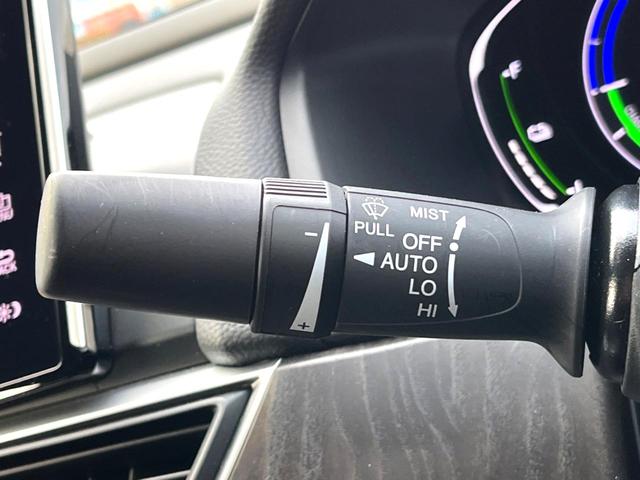 MIST
PULL
OFF
AUTO
LO
HI
− +
F